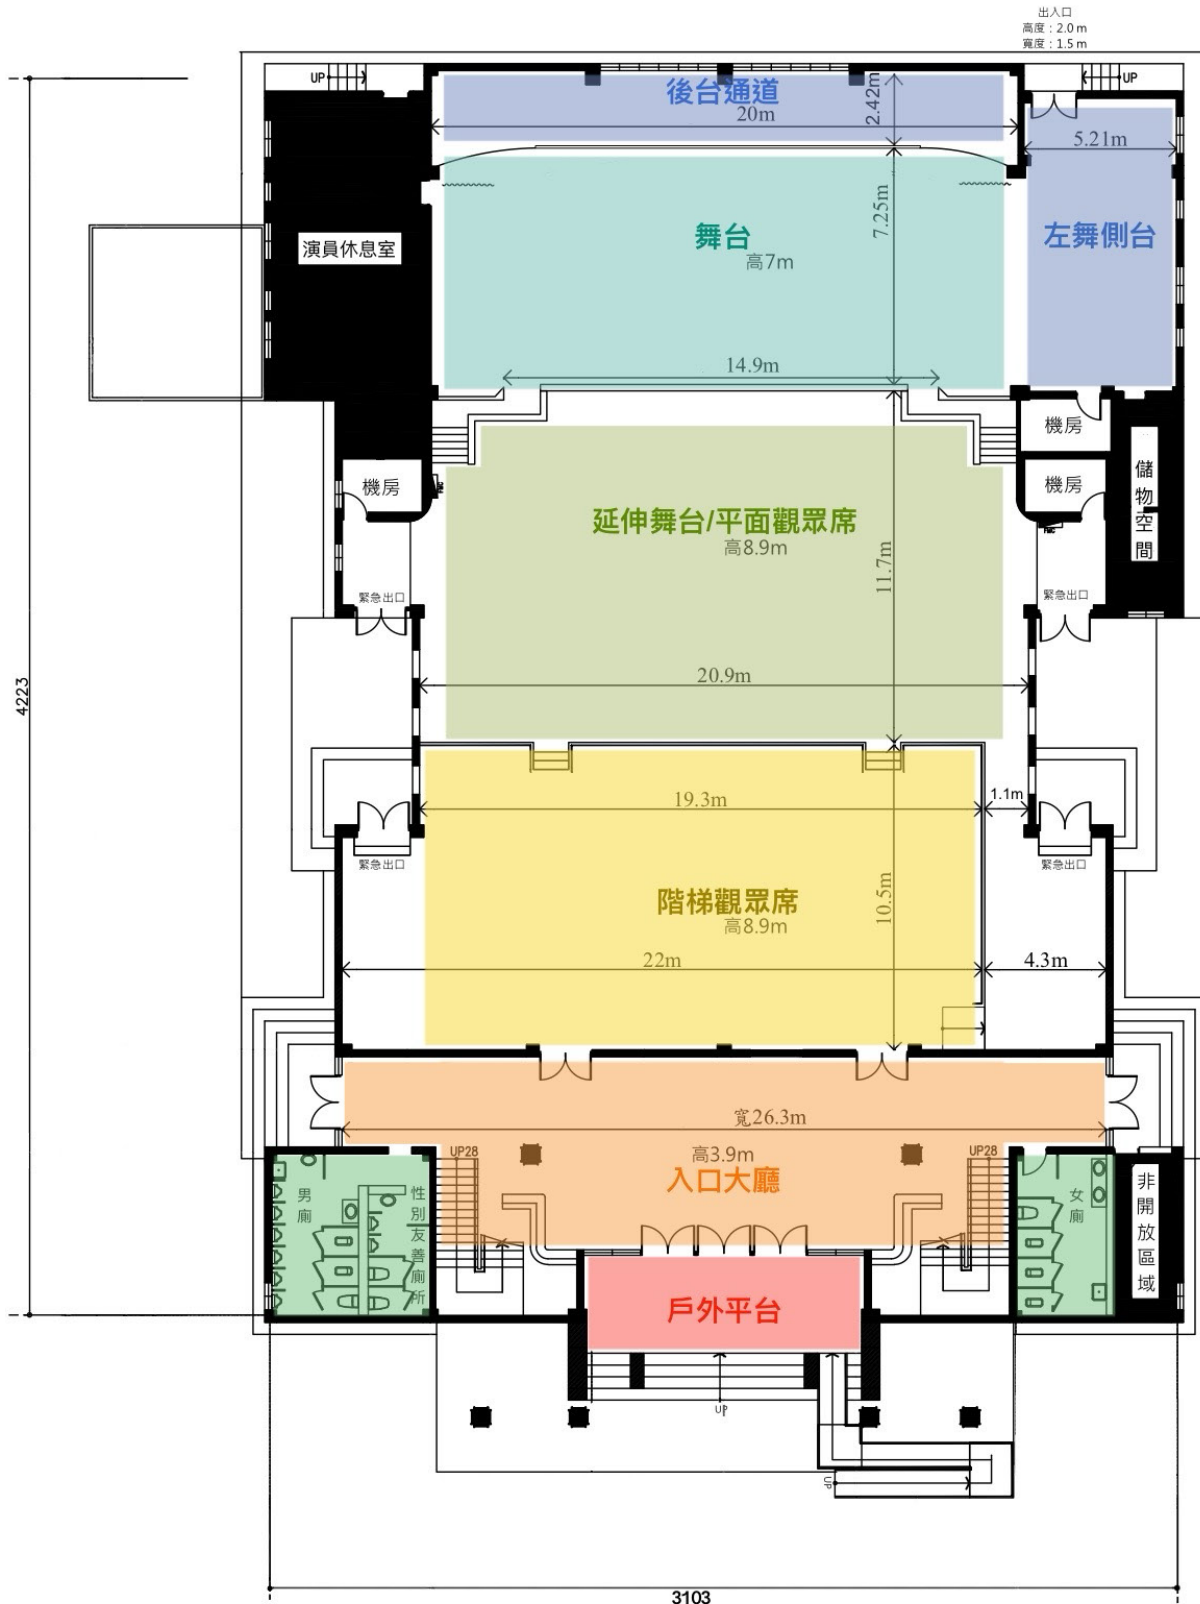 出入口
高度：2.0 m
寬度：1.5 m
UP
UP
後台通道
20m
2.42m
5.21m
演員休息室
舞台
高7m
7.25m
左舞側台
14.9m
機房
機房
機房
儲物空間
延伸舞台/平面觀眾席
高8.9m
11.7m
緊急出口
緊急出口
20.9m
4223
19.3m
1.1m
緊急出口
緊急出口
階梯觀眾席
高8.9m
10.5m
22m
4.3m
寬26.3m
UP28
高3.9m
UP28
入口大廳
男廁
性別友善廁所
女廁
非開放區域
戶外平台
UP
UP
3103